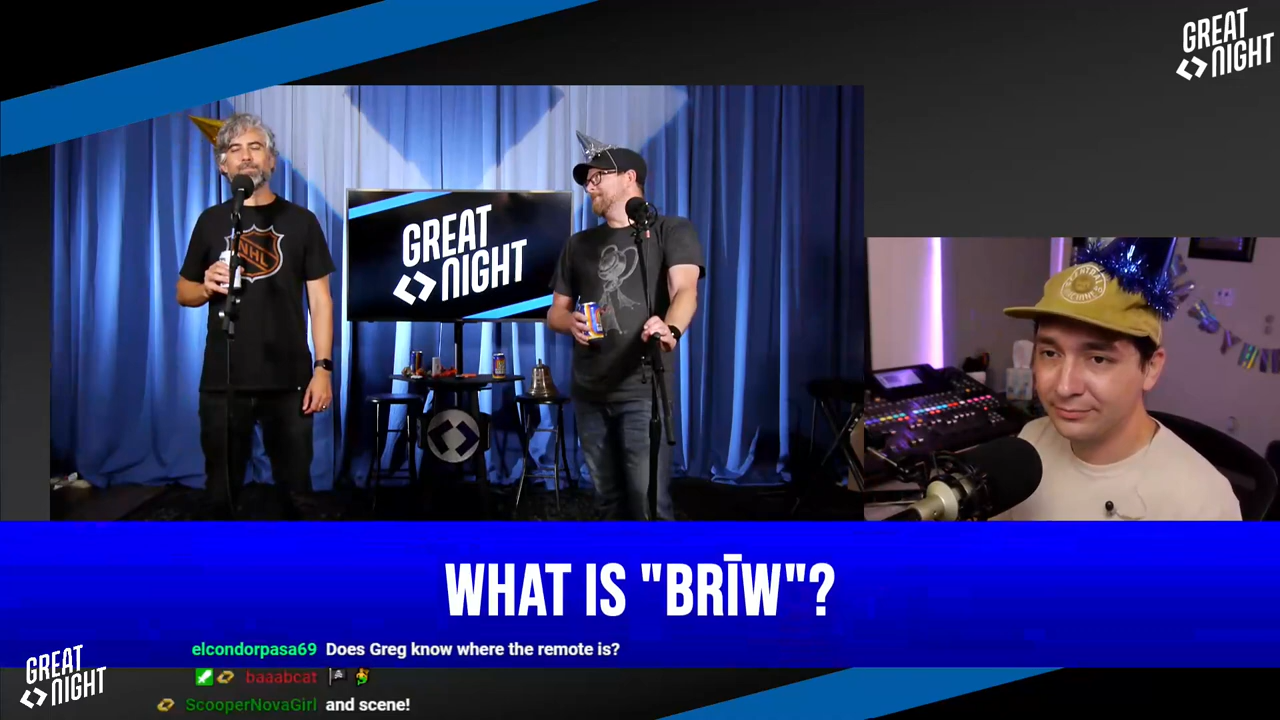 GREAT
NIGHT
NHL
GREAT
NIGHT
WHAT IS "BRĪW"?
elcondorpasa69 Does Greg know where the remote is?
baaabcat
ScooperNovaGirl and scene!
GREAT
NIGHT